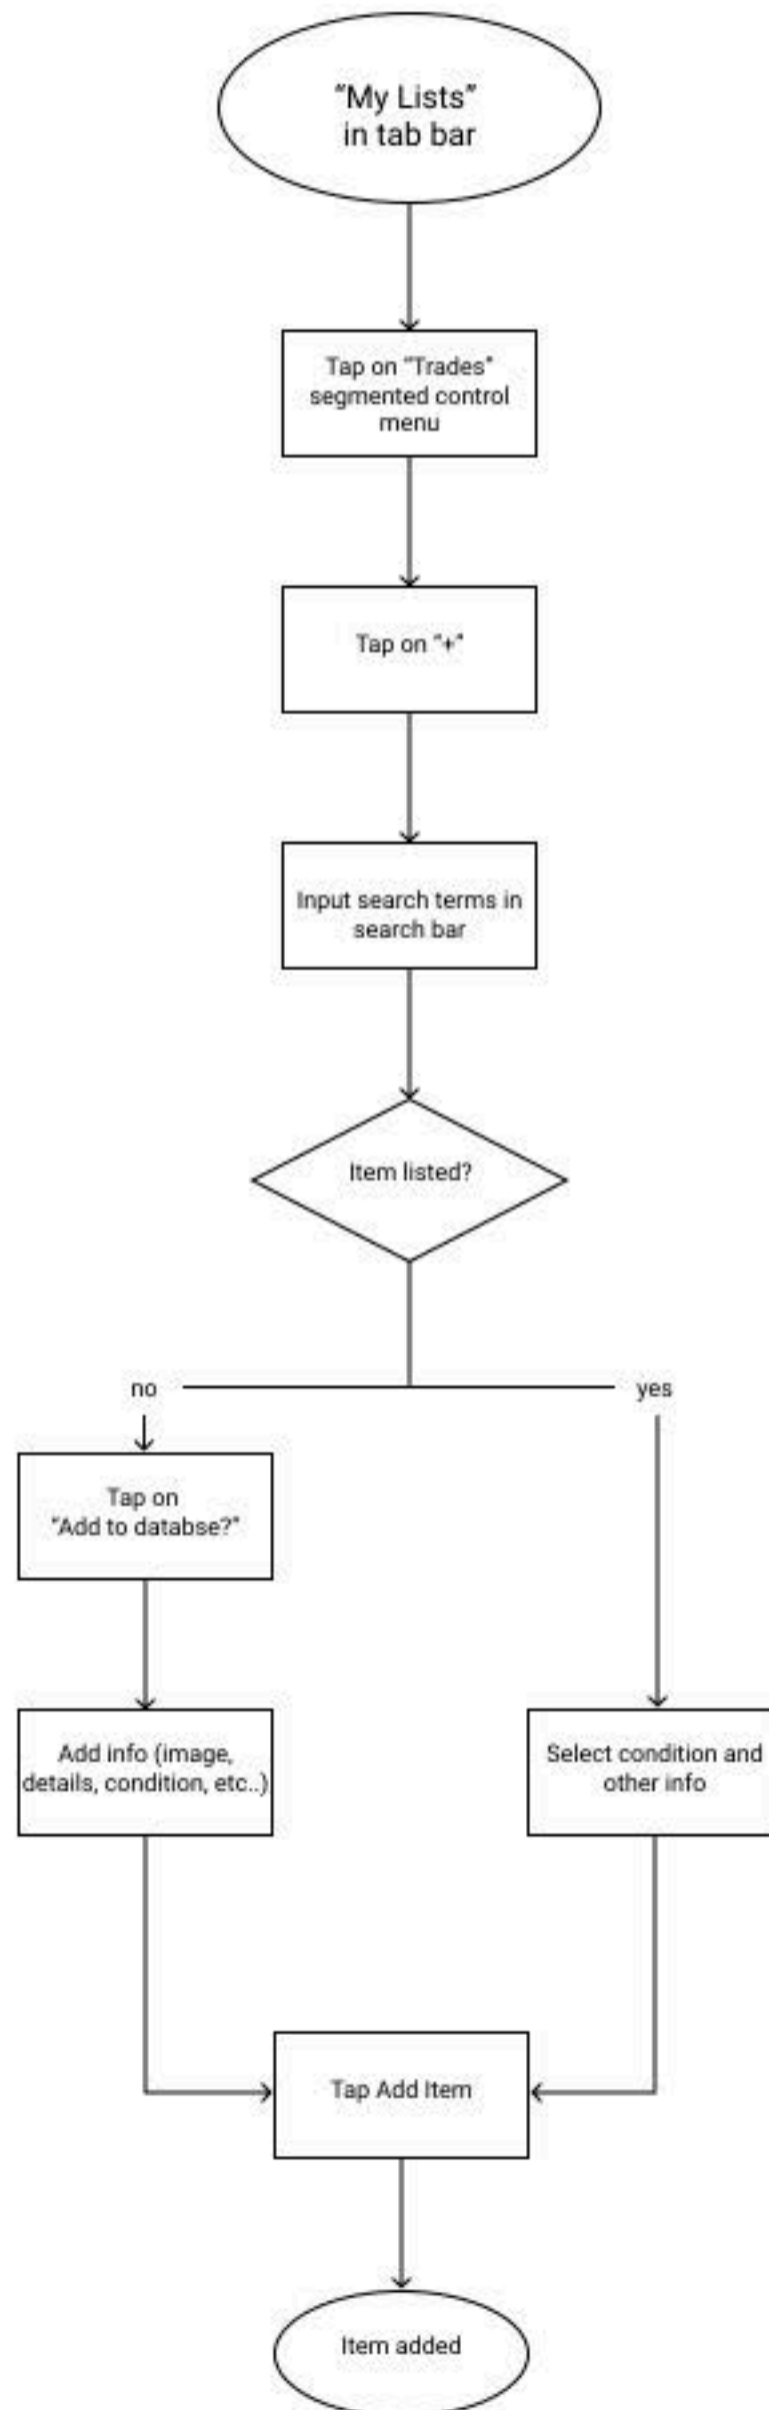 “My Lists”
in tab bar
Tap on “Trades”
segmented control
menu
Tap on “+”
Input search terms in
search bar
Item listed?
no
yes
Tap on
“Add to databse?”
Add info (image,
details, condition, etc..)
Select condition and
other info
Tap Add Item
Item added